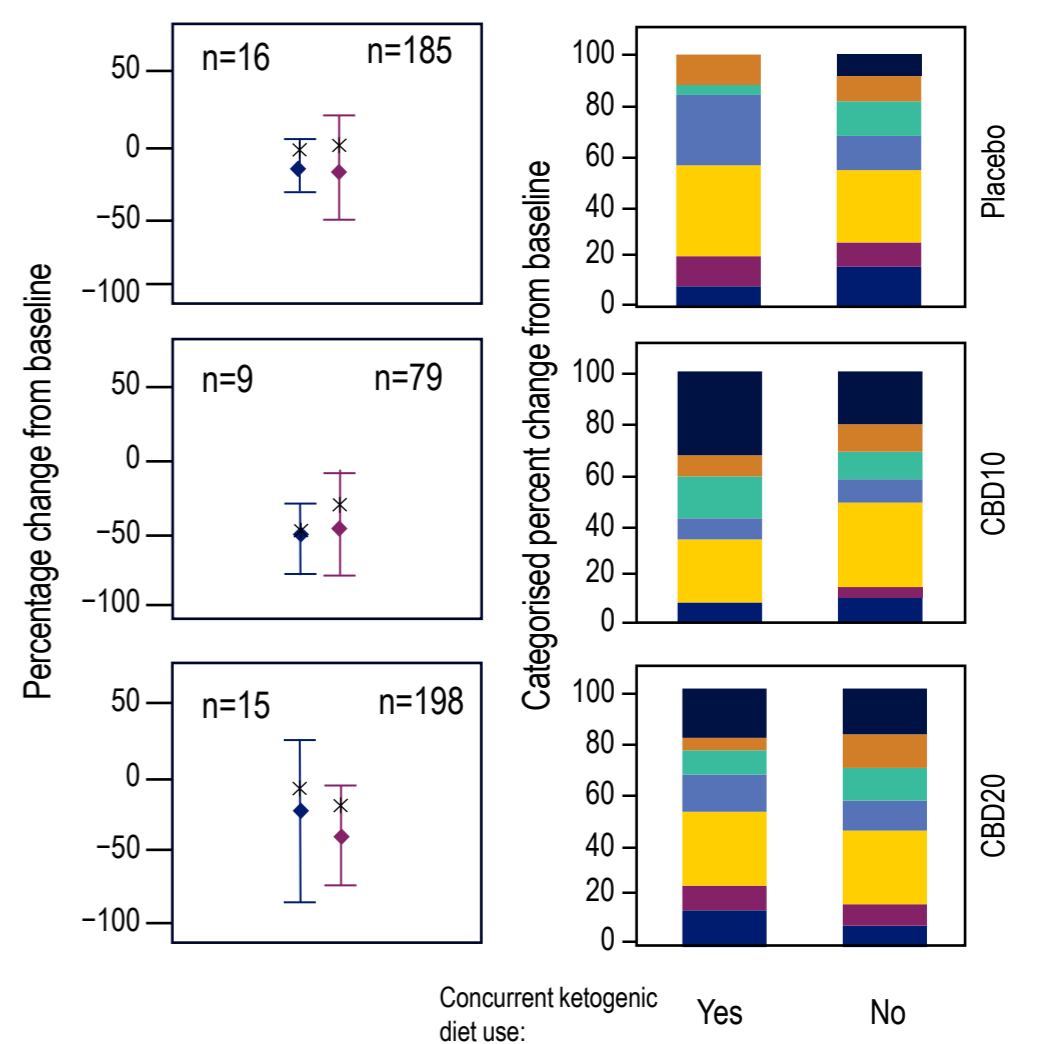 Percentage change from baseline
50
0
−50
−100
n=16
n=185
50
0
−50
−100
n=9
n=79
50
0
−50
−100
n=15
n=198
Categorised percent change from baseline
100
80
60
40
20
0
Placebo
100
80
60
40
20
0
CBD10
100
80
60
40
20
0
CBD20
Concurrent ketogenic
diet use:
Yes
No